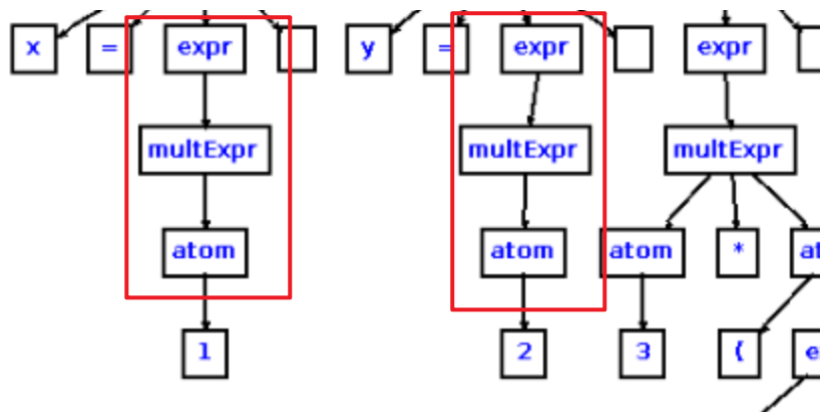 x = expr y = expr expr
multExpr multExpr multExpr
atom atom atom *
1 2 3 (